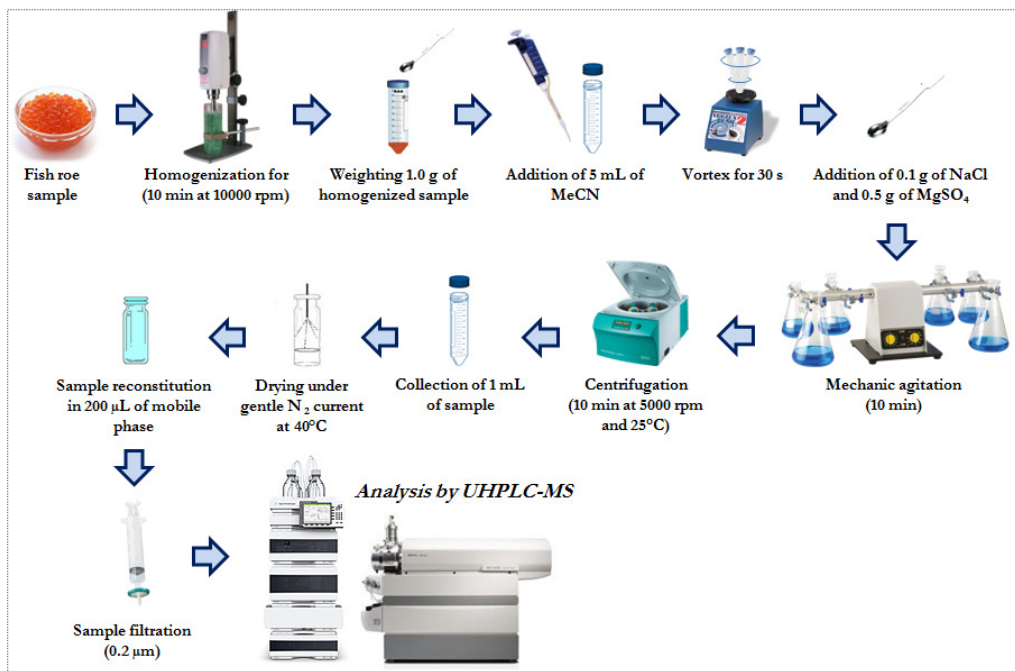 Fish roe
sample
Homogenization for
(10 min at 10000 rpm)
Weighting 1.0 g of
homogenized sample
Addition of 5 mL of
MeCN
Vortex for 30 s
Addition of 0.1 g of NaCl
and 0.5 g of MgSO₄
Sample reconstitution
in 200 µL of mobile
phase
Drying under
gentle N₂ current
at 40°C
Collection of 1 mL
of sample
Centrifugation
(10 min at 5000 rpm
and 25°C)
Mechanic agitation
(10 min)
Analysis by UHPLC-MS
Sample filtration
(0.2 µm)